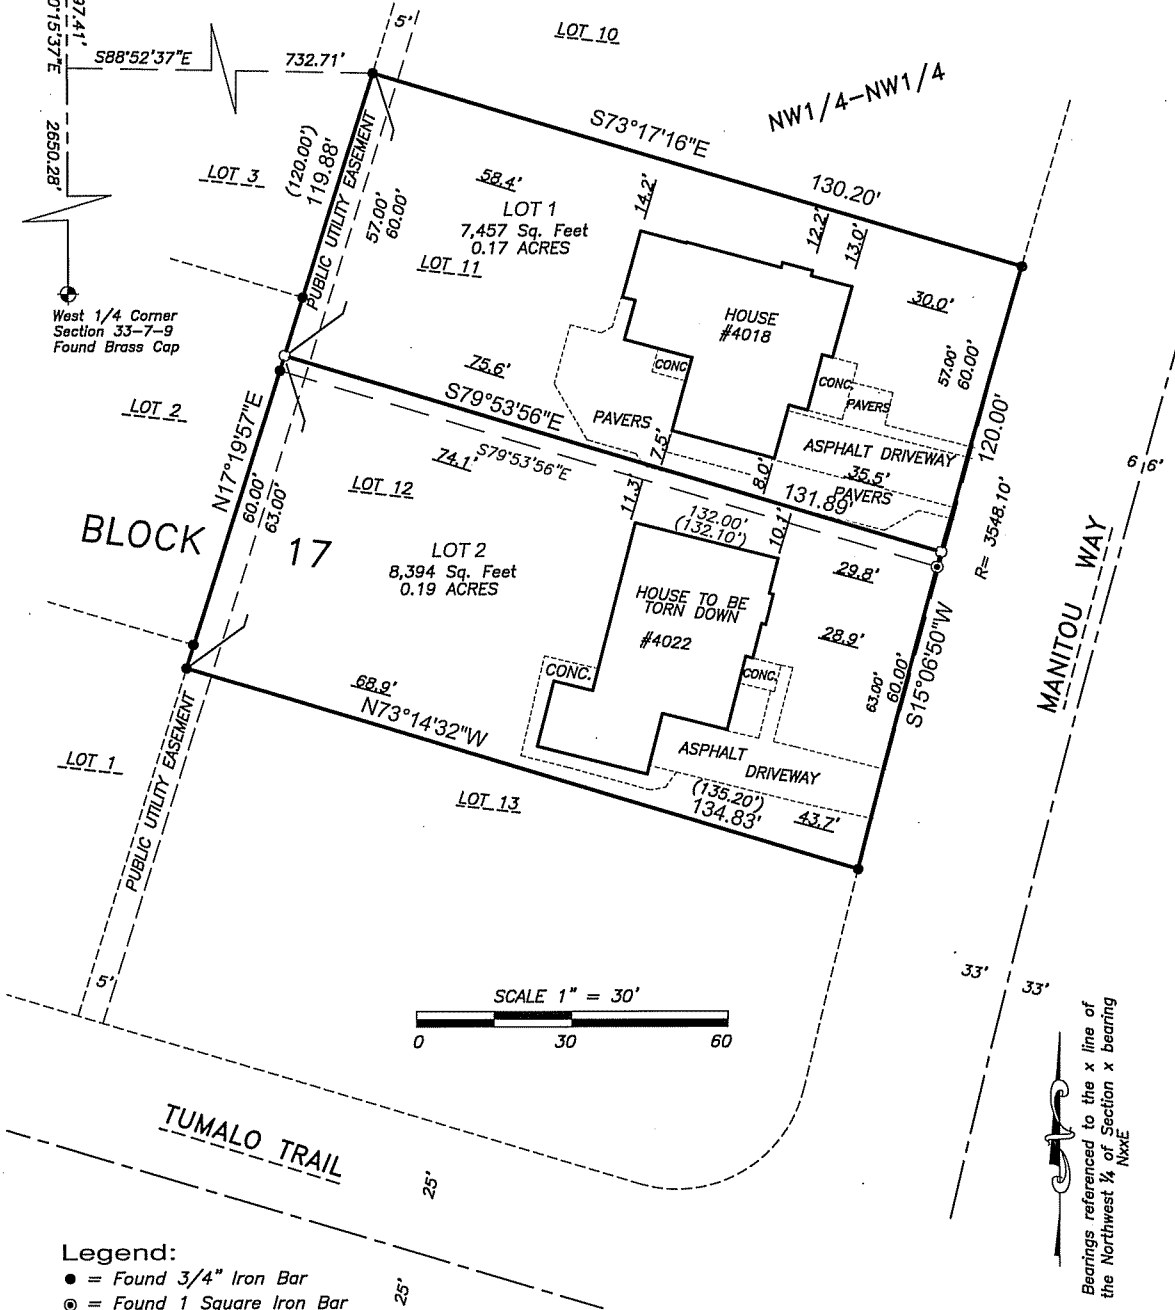 97.41'
0°15'37"E
2650.28'
S88°52'37"E
732.71'
5'
LOT 10
NW1/4-NW1/4
S73°17'16"E
130.20'
LOT 3
(120.00')
119.88'
PUBLIC UTILITY EASEMENT
57.00'
60.00'
58.4'
LOT 1
7,457 Sq. Feet
0.17 ACRES
LOT 11
14.2'
12.2'
13.0'
30.0'
HOUSE
#4018
West 1/4 Corner
Section 33-7-9
Found Brass Cap
75.6'
CONC
CONC.
PAVERS
57.00'
60.00'
120.00'
LOT 2
S79°53'56"E
PAVERS
7.5'
8.0'
ASPHALT DRIVEWAY
35.5'
PAVERS
131.89'
6'
6'
S79°53'56"E
74.1'
N17°19'57"E
60.00'
63.00'
LOT 12
11.3'
132.00'
(132.10')
10.1'
R= 3548.10'
BLOCK 17
LOT 2
8,394 Sq. Feet
0.19 ACRES
29.8'
HOUSE TO BE
TORN DOWN
#4022
28.9'
63.00'
60.00'
S15°06'50"W
MANITOU WAY
CONC.
CONC.
68.9'
N73°14'32"W
ASPHALT
DRIVEWAY
(135.20')
134.83'
43.7'
LOT 1
PUBLIC UTILITY EASEMENT
LOT 13
5'
33'
33'
SCALE 1" = 30'
0 30 60
Bearings referenced to the x line of
the Northwest ¼ of Section x bearing
NxxE
TUMALO TRAIL
25'
25'
Legend:
● = Found 3/4" Iron Bar
◉ = Found 1 Square Iron Bar